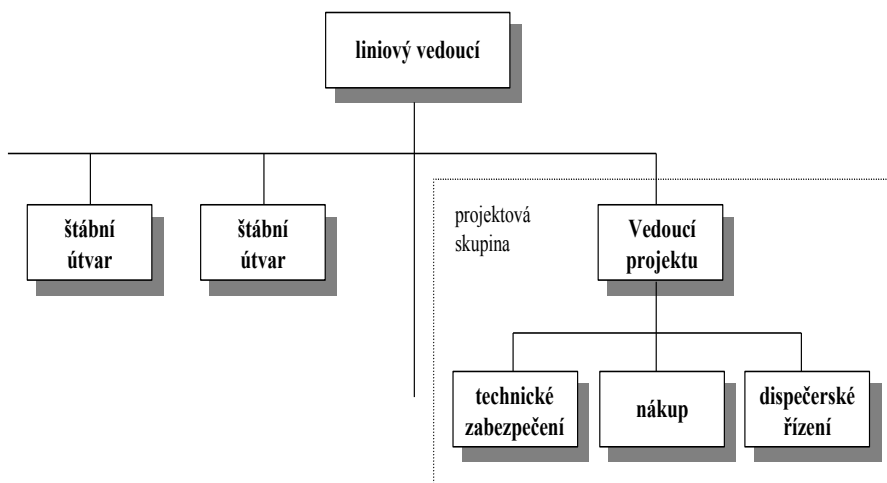 liniový vedoucí
štábní
útvar
štábní
útvar
projektová
skupina
Vedoucí
projektu
technické
zabezpečení
nákup
dispečerské
řízení